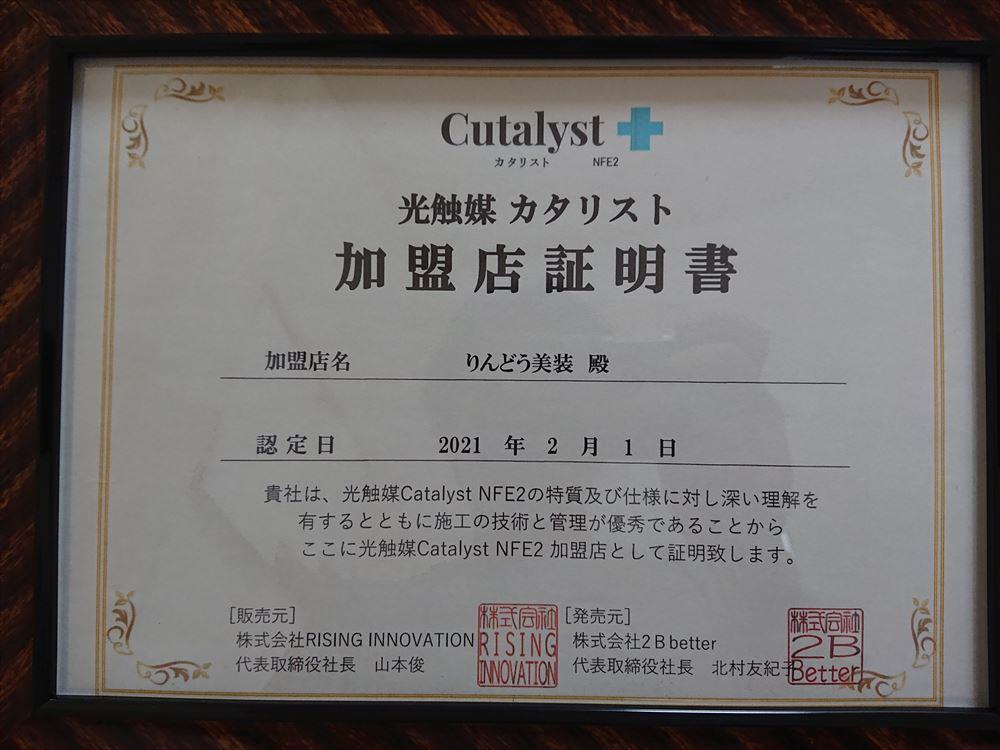 Cutalyst
カタリスト NFE2
光触媒 カタリスト
加盟店証明書
加盟店名 りんどう美装 殿
認定日 2021 年 2 月 1 日
貴社は、光触媒Catalyst NFE2の特質及び仕様に対し深い理解を
有するとともに施工の技術と管理が優秀であることから
ここに光触媒Catalyst NFE2 加盟店として証明致します。
[販売元]
株式会社RISING INNOVATION
代表取締役社長 山本俊
株式会社
RISING
INNOVATION
[発売元]
株式会社2B better
代表取締役社長 北村友紀子
株式会社
2B
Better